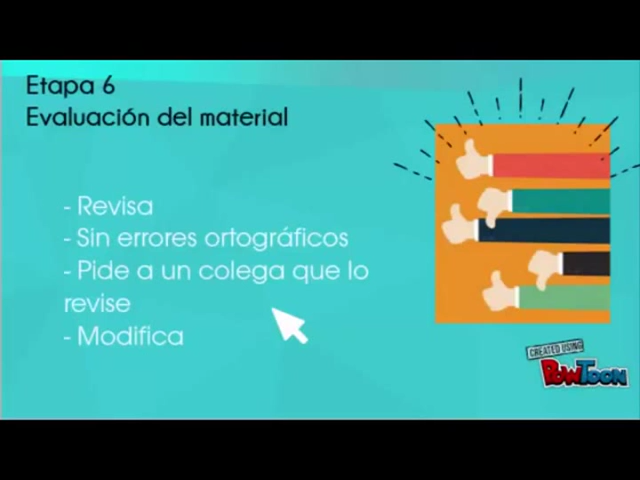 Etapa 6
Evaluación del material
- Revisa
- Sin errores ortográficos
- Pide a un colega que lo
revise
- Modifica
CREATED USING
POWTOON